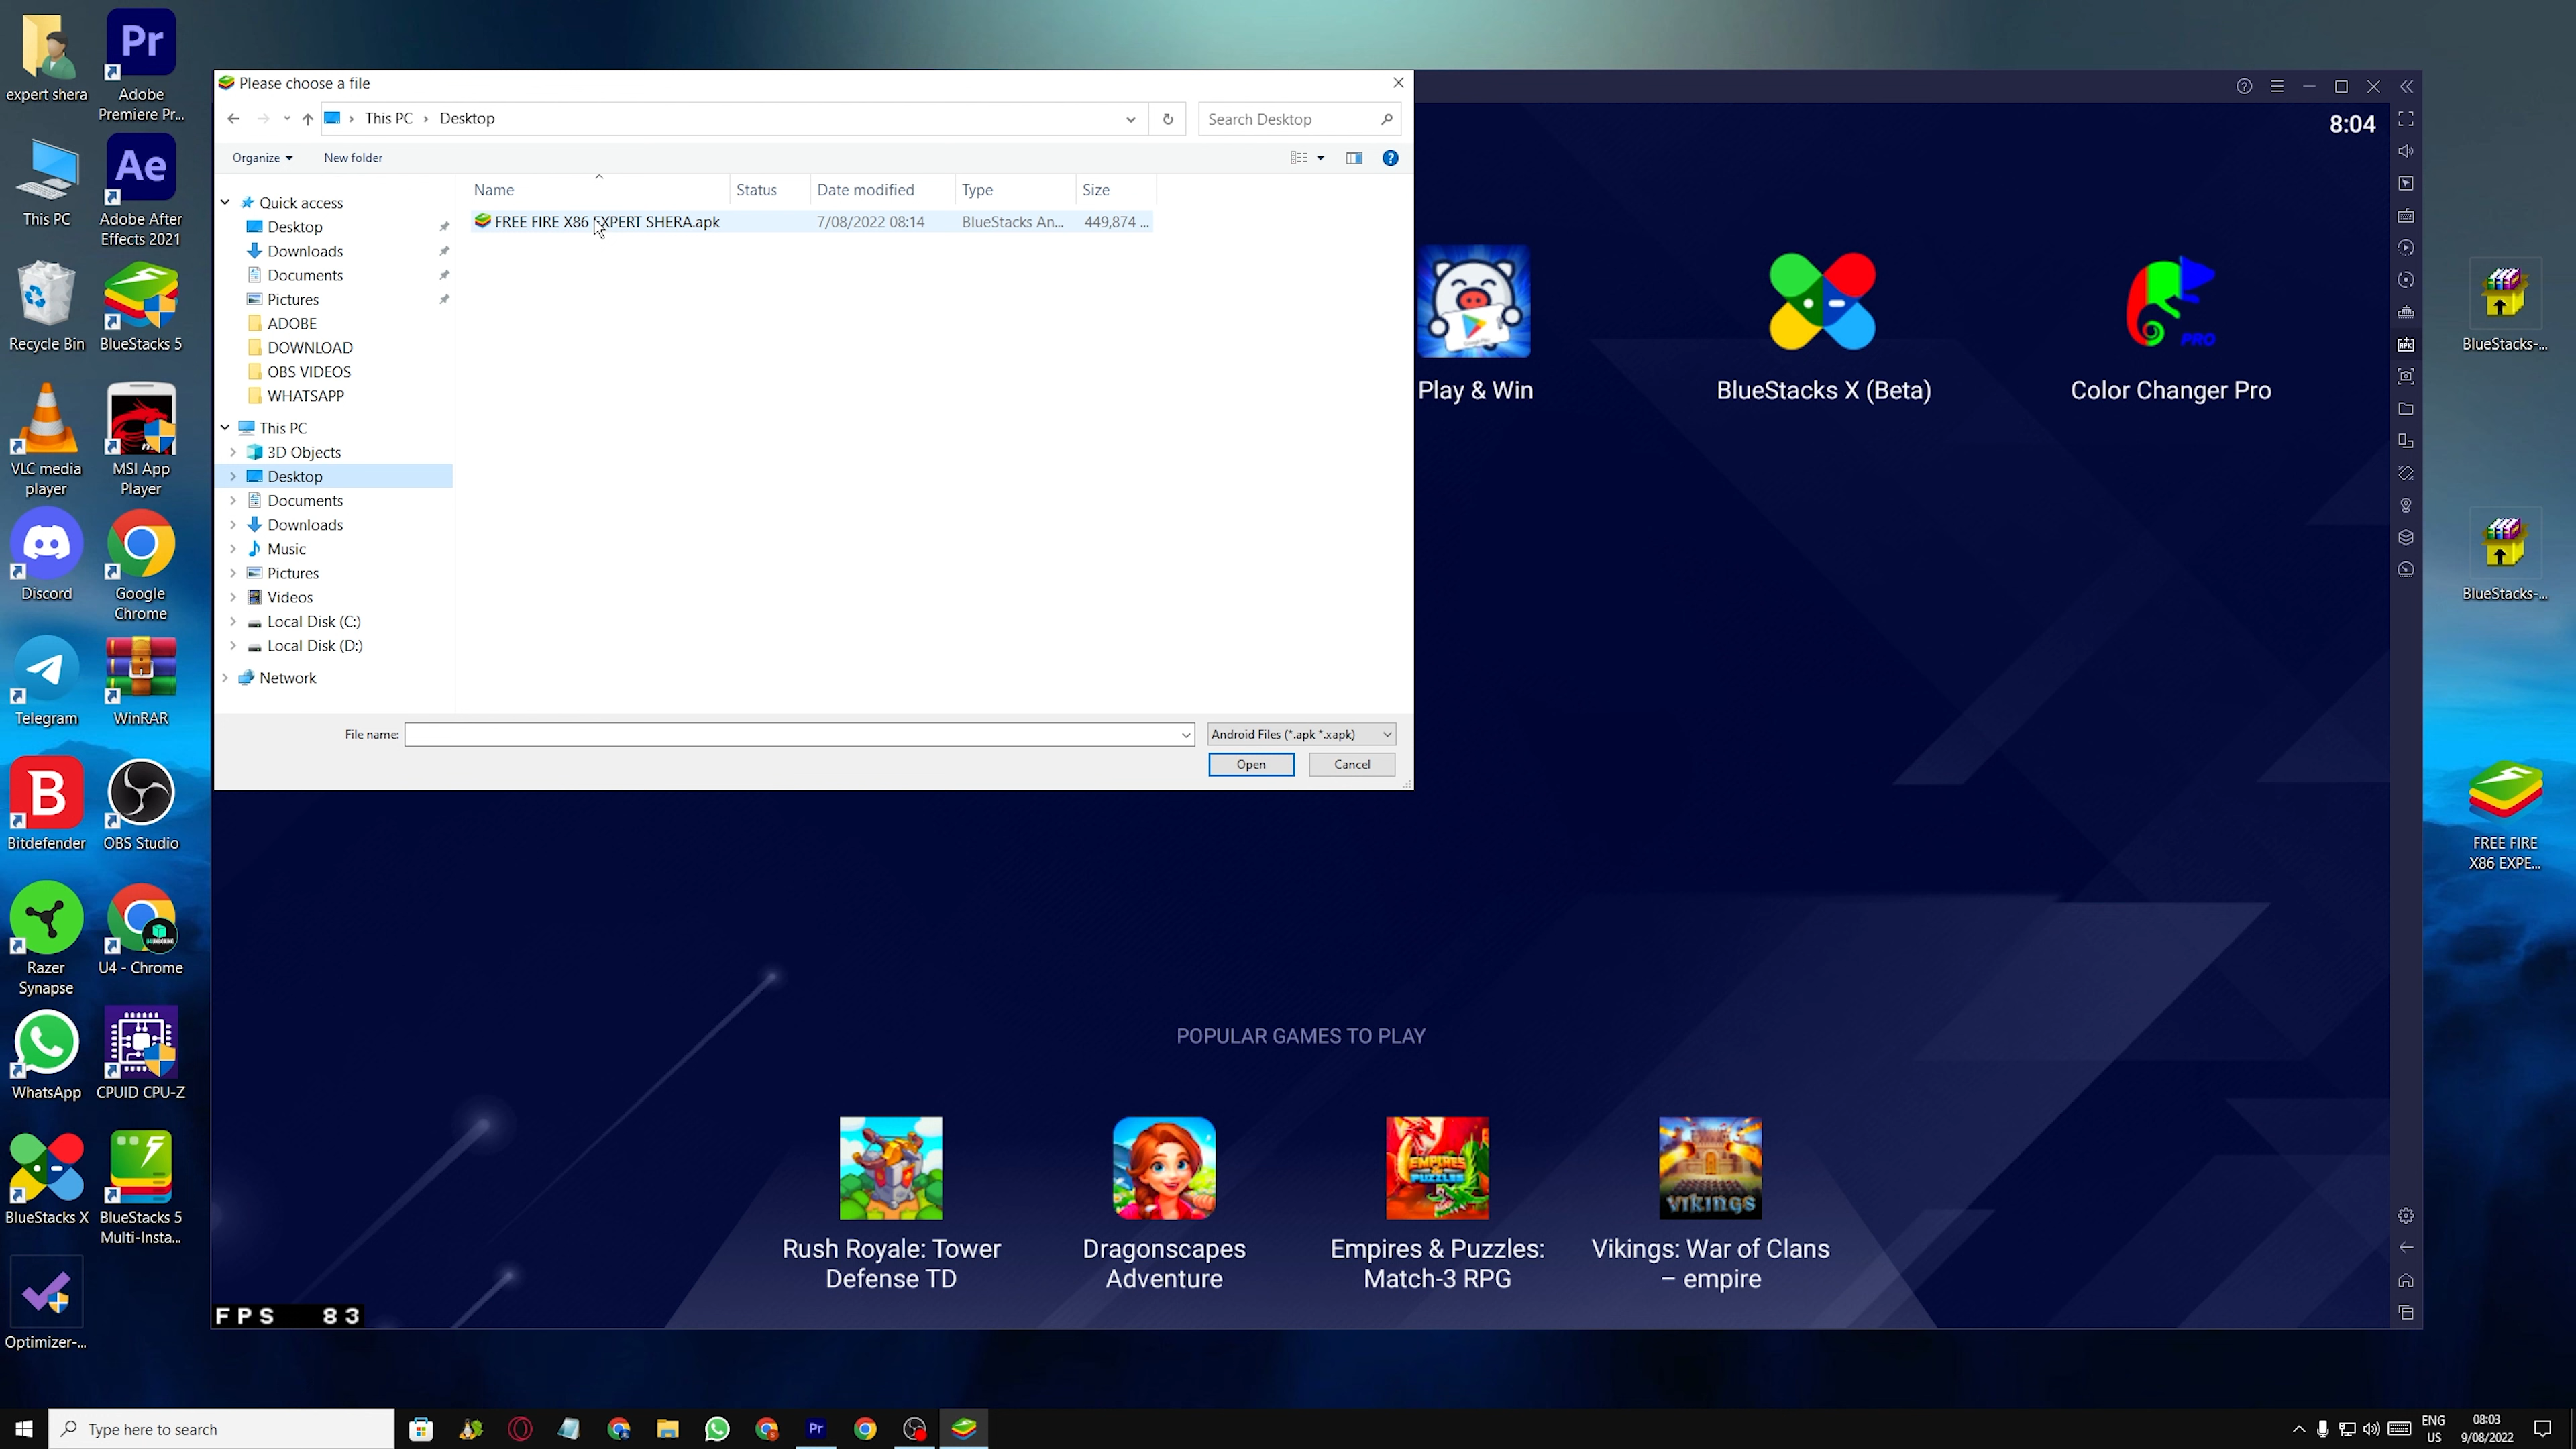 expert shera
Adobe
Premiere Pr...
This PC
Adobe After
Effects 2021
Recycle Bin
BlueStacks 5
VLC media
player
MSI App
Player
Discord
Google
Chrome
Telegram
WinRAR
Bitdefender
OBS Studio
Razer
Synapse
U4 - Chrome
WhatsApp
CPUID CPU-Z
BlueStacks X
BlueStacks 5
Multi-Insta...
Optimizer-...
Please choose a file
This PC
Desktop
Search Desktop
Organize
New folder
Name
Status
Date modified
Type
Size
FREE FIRE X86 EXPERT SHERA.apk
7/08/2022 08:14
BlueStacks An...
449,874 ...
Quick access
Desktop
Downloads
Documents
Pictures
ADOBE
DOWNLOAD
OBS VIDEOS
WHATSAPP
This PC
3D Objects
Desktop
Documents
Downloads
Music
Pictures
Videos
Local Disk (C:)
Local Disk (D:)
Network
File name:
Android Files (*.apk *.xapk)
Open
Cancel
8:04
Play & Win
BlueStacks X (Beta)
PRO
Color Changer Pro
POPULAR GAMES TO PLAY
EMPIRES
PUZZLES
VIKINGS
Rush Royale: Tower
Defense TD
Dragonscapes
Adventure
Empires & Puzzles:
Match-3 RPG
Vikings: War of Clans
– empire
FPS 83
BlueStacks-...
BlueStacks-...
FREE FIRE
X86 EXPE...
Type here to search
Pr
ENG
US
08:03
9/08/2022
Pr
Ae
B
APK